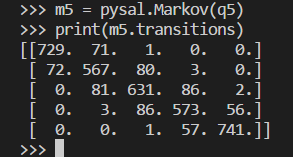 >>> m5 = pysal.Markov(q5)
>>> print(m5.transitions)
[[729. 71. 1. 0. 0.]
[ 72. 567. 80. 3. 0.]
[ 0. 81. 631. 86. 2.]
[ 0. 3. 86. 573. 56.]
[ 0. 0. 1. 57. 741.]]
>>>